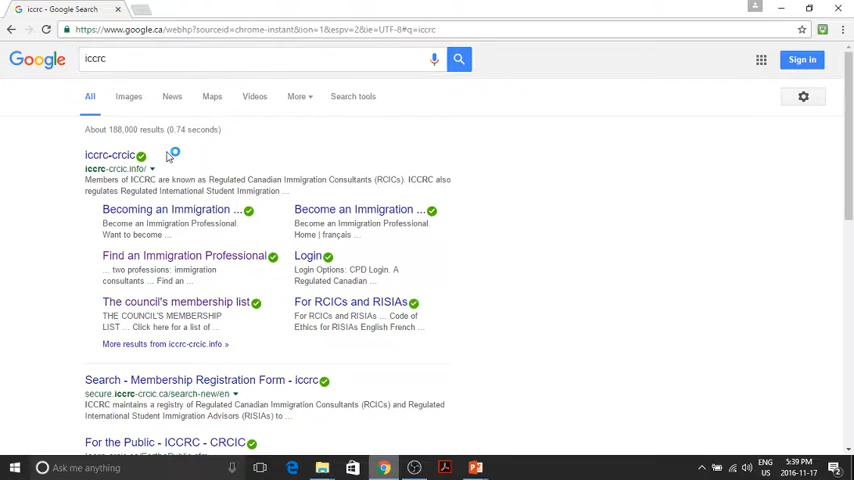 iccrc - Google Search
https://www.google.ca/webhp?sourceid=chrome-instant&ion=1&espv=2&ie=UTF-8#q=iccrc
Google
iccrc
Sign in
All Images News Maps Videos More Search tools
About 188,000 results (0.74 seconds)
iccrc-crcic
iccrc-crcic.info/
Members of ICCRC are known as Regulated Canadian Immigration Consultants (RCICs). ICCRC also
regulates Regulated International Student Immigration ...
Becoming an Immigration ...
Become an Immigration Professional.
Want to become ...
Become an Immigration ...
Become an Immigration Professional.
Home | français ...
Find an Immigration Professional
... two professions: immigration
consultants ... Find an ...
Login
Login Options: CPD Login. A
Regulated Canadian ...
The council's membership list
THE COUNCIL'S MEMBERSHIP
LIST ... Click here for a list of ...
For RCICs and RISIAs
For RCICs and RISIAs ... Code of
Ethics for RISIAs English French ...
More results from iccrc-crcic.info »
Search - Membership Registration Form - iccrc
secure.iccrc-crcic.ca/search-new/en
ICCRC maintains a registry of Regulated Canadian Immigration Consultants (RCICs) and Regulated
International Student Immigration Advisors (RISIAs) to ...
For the Public - ICCRC - CRCIC
Ask me anything
ENG
US
5:39 PM
2016-11-17
2